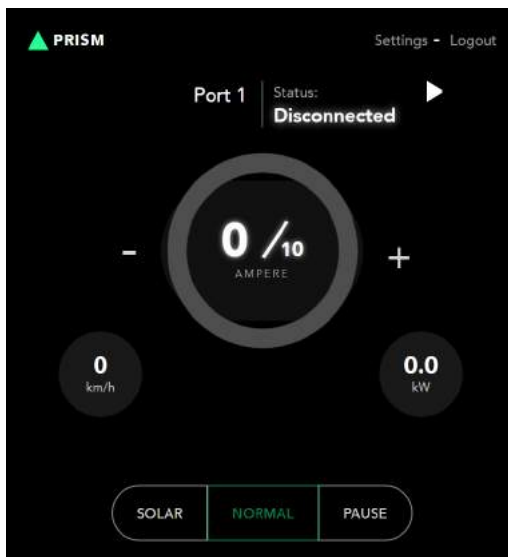 PRISM
Settings - Logout
Port 1
Status:
Disconnected
-
0 / 10
+
AMPERE
0
km/h
0.0
kW
SOLAR
NORMAL
PAUSE